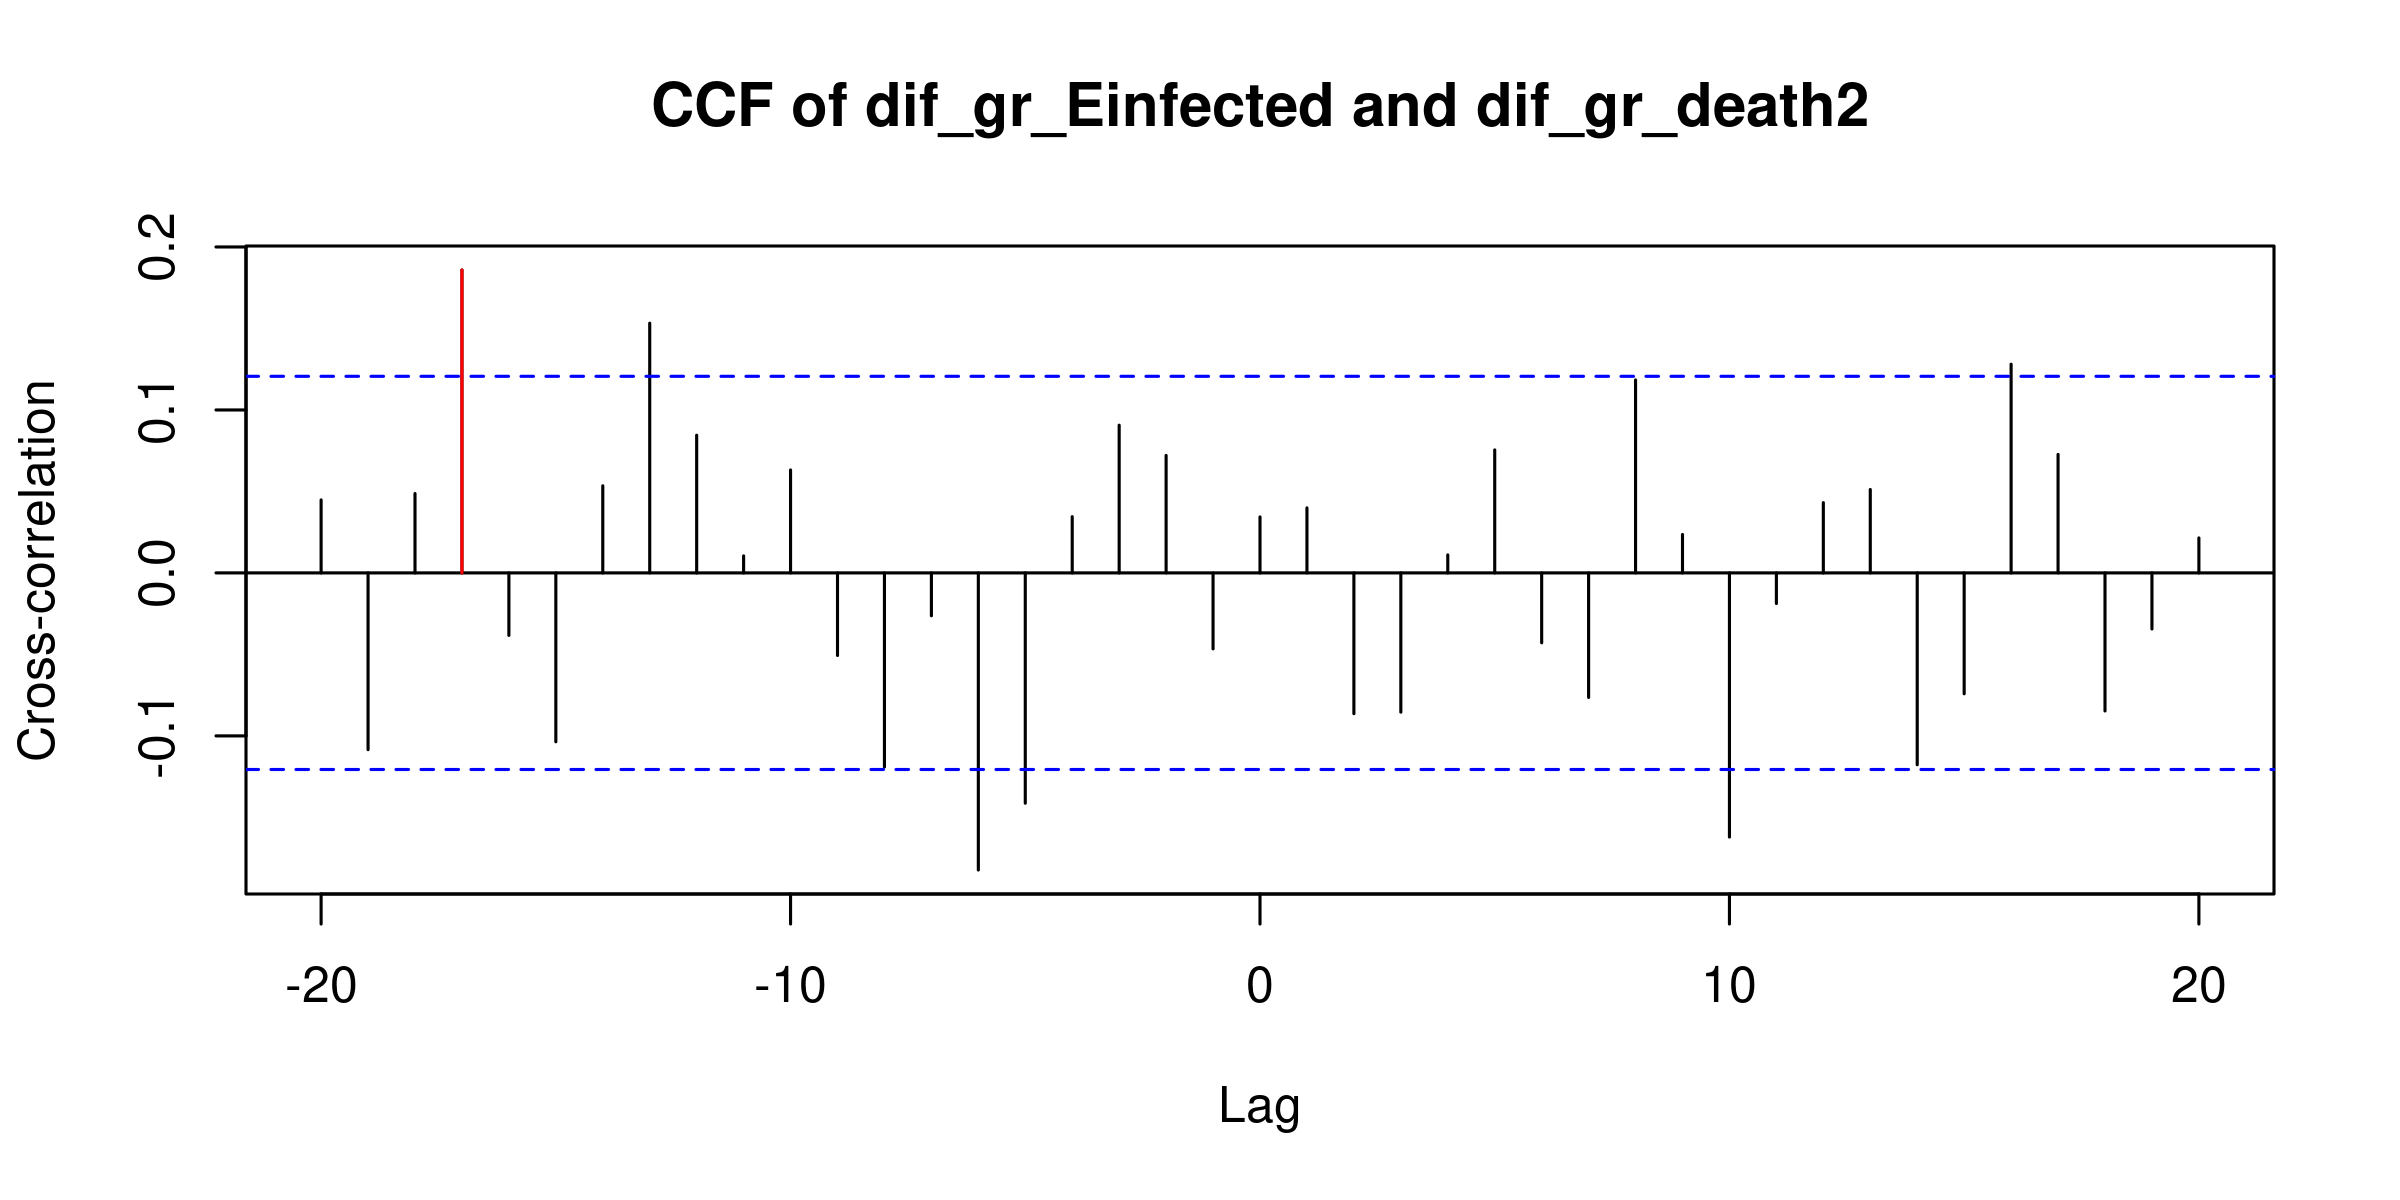 CCF of dif_gr_Einfected and dif_gr_death2
Cross-correlation
0.2
0.1
0.0
-0.1
-20 -10 0 10 20
Lag